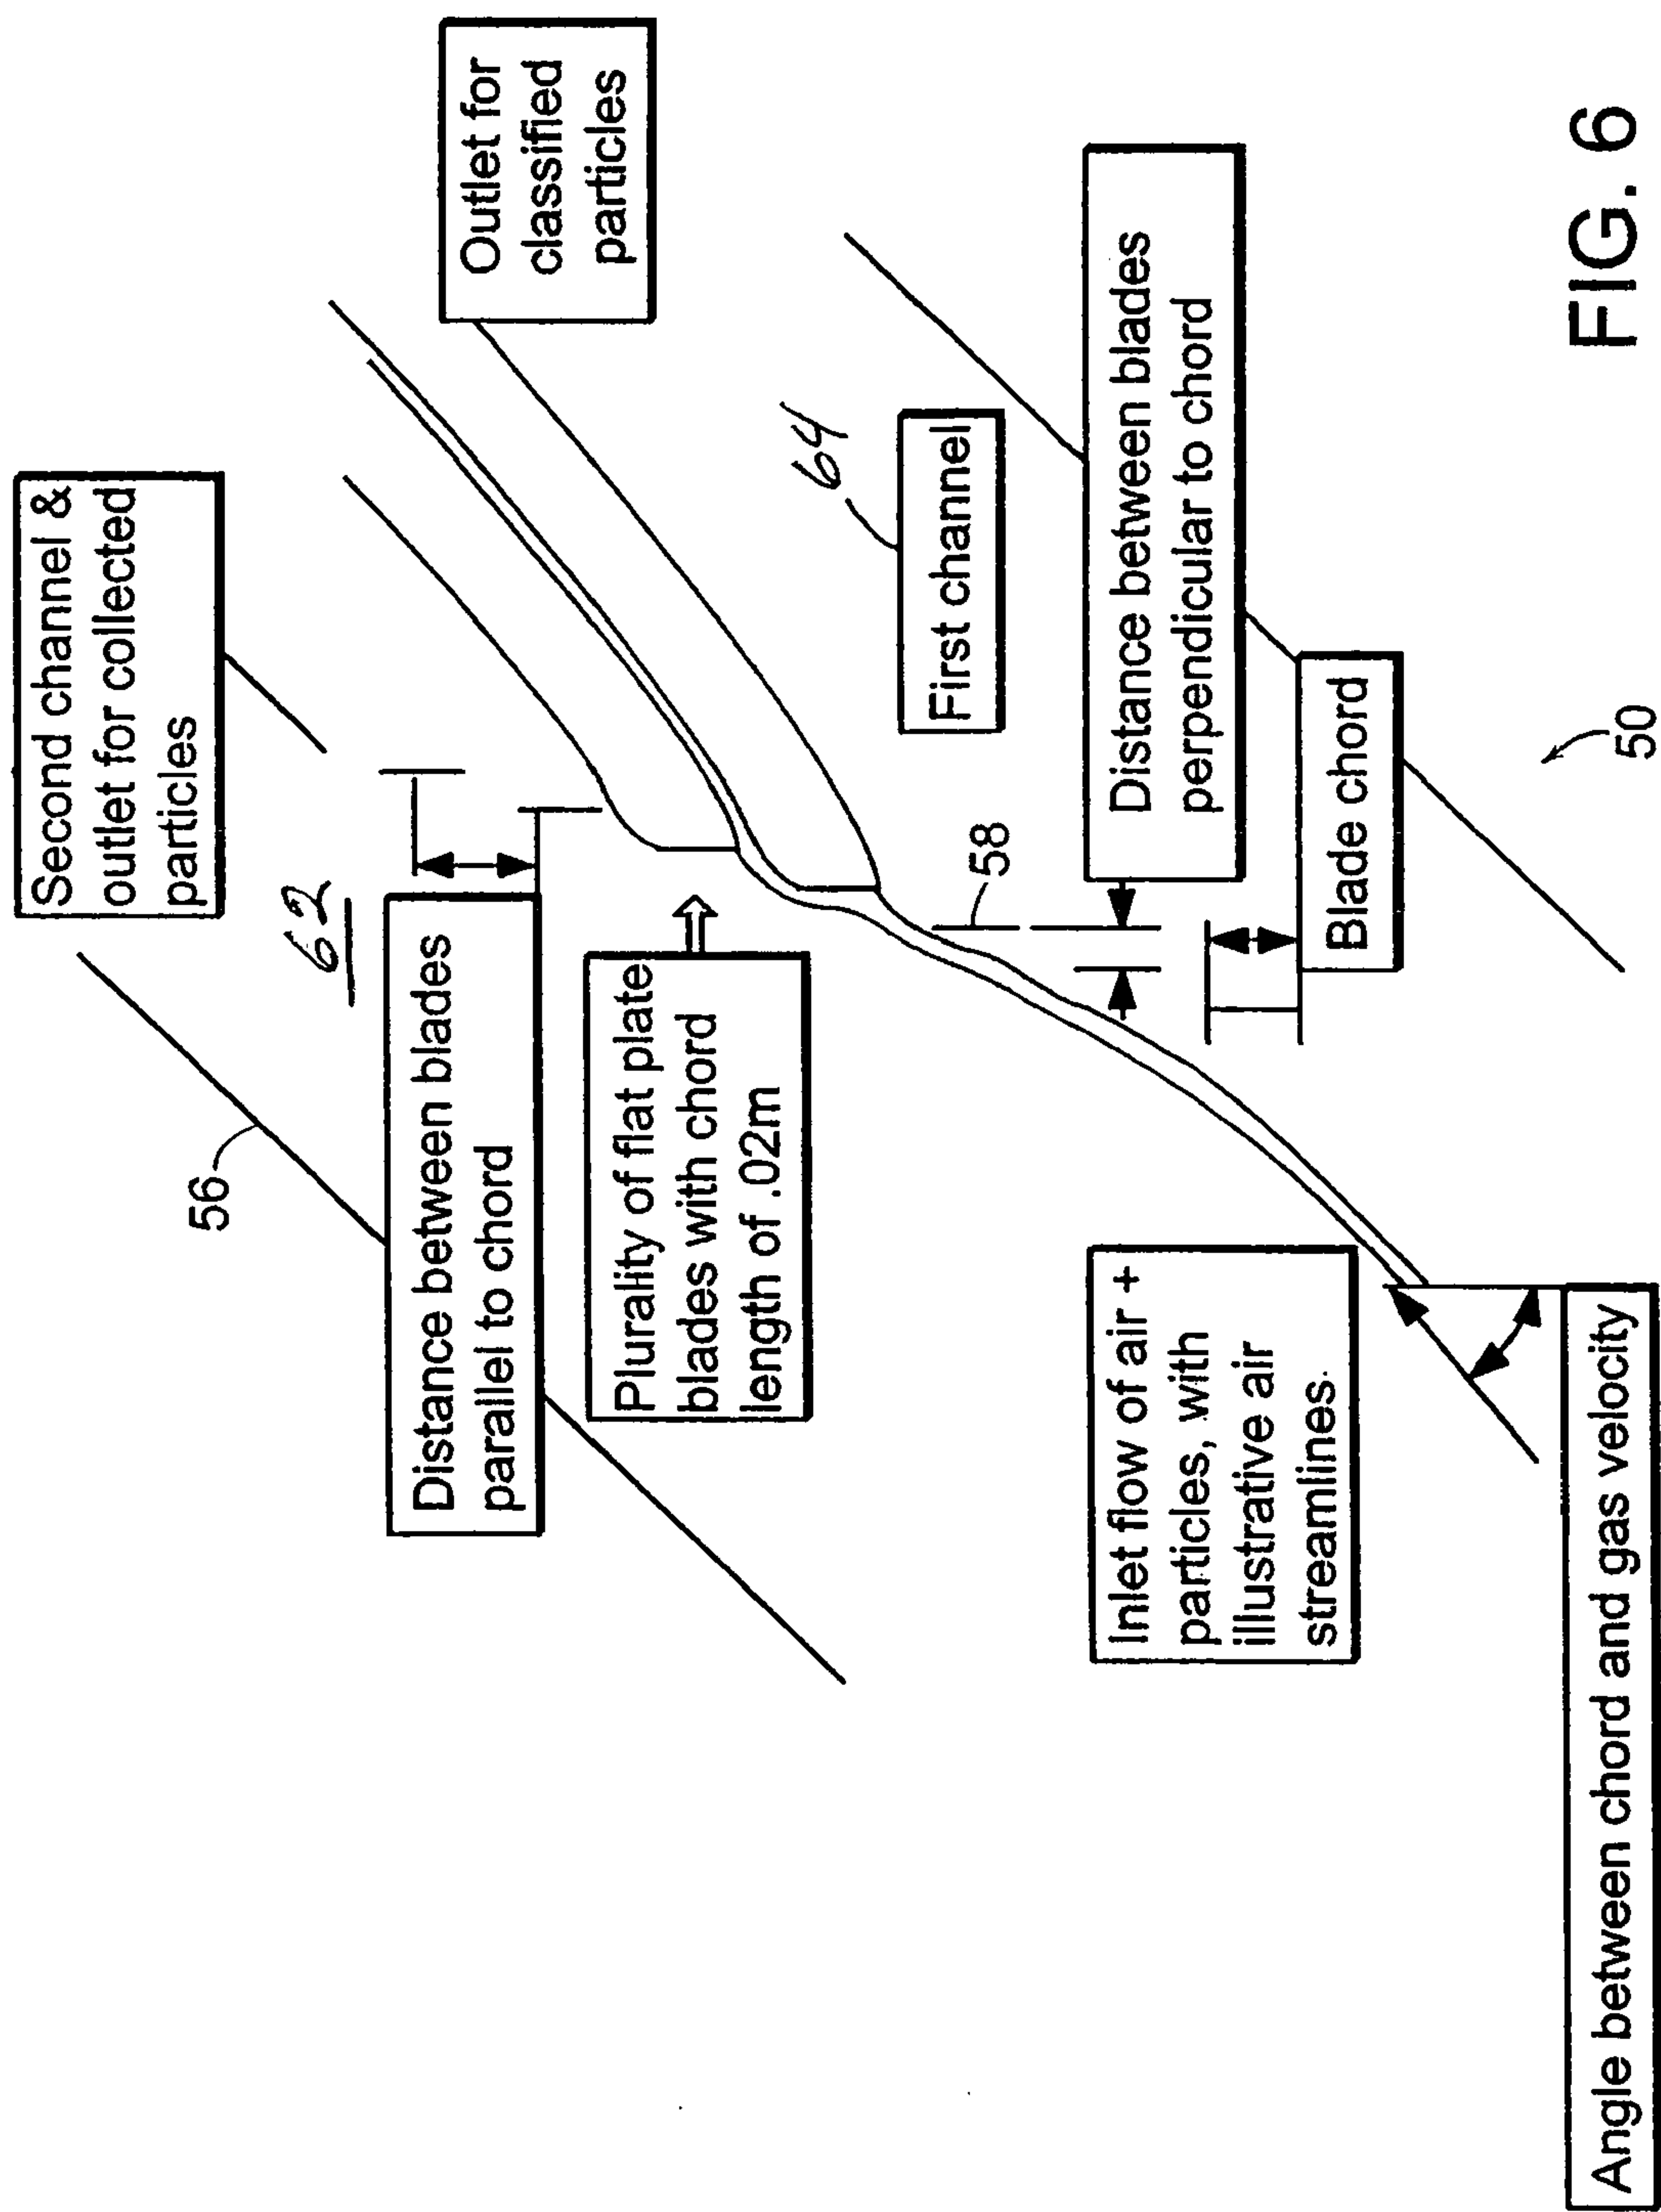 Second channel &
outlet for collected
particles
62
56
Distance between blades
parallel to chord
Outlet for
classified
particles
Plurality of flat plate
blades with chord
length of .02m
64
First channel
58
Inlet flow of air +
particles, with
illustrative air
streamlines.
Distance between blades
perpendicular to chord
Blade chord
50
Angle between chord and gas velocity
FIG. 6